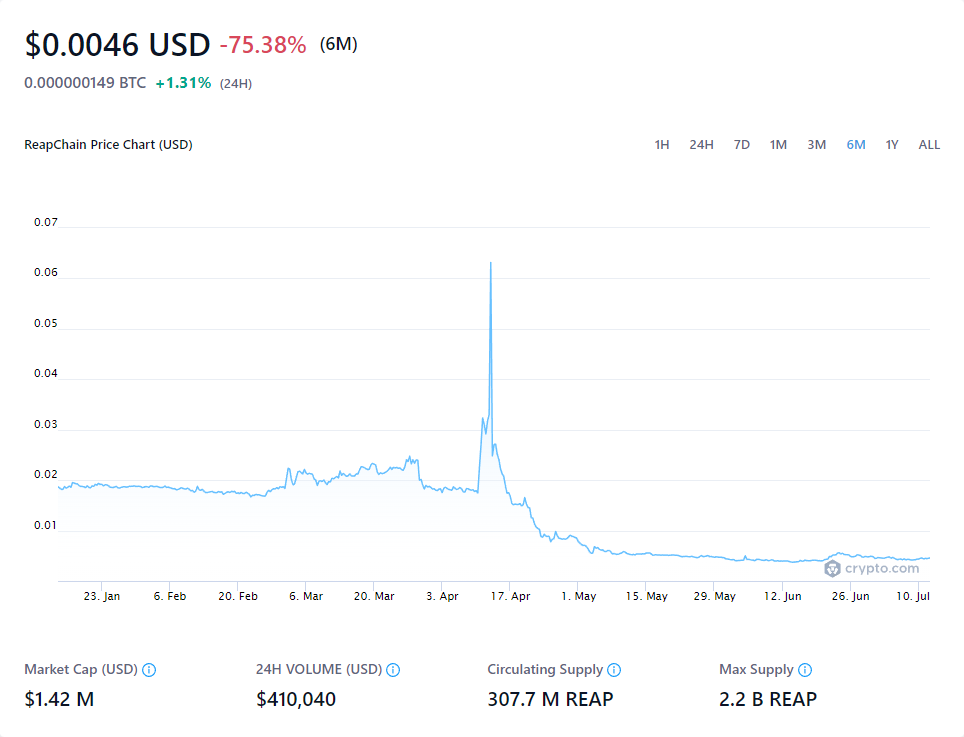 $0.0046 USD -75.38% (6M)
0.000000149 BTC +1.31% (24H)
ReapChain Price Chart (USD) 1H 24H 7D 1M 3M 6M 1Y ALL
0.07
0.06
0.05
0.04
0.03
0.02
0.01
crypto.com
23. Jan 6. Feb 20. Feb 6. Mar 20. Mar 3. Apr 17. Apr 1. May 15. May 29. May 12. Jun 26. Jun 10. Jul
Market Cap (USD) 24H VOLUME (USD) Circulating Supply Max Supply
$1.42 M $410,040 307.7 M REAP 2.2 B REAP